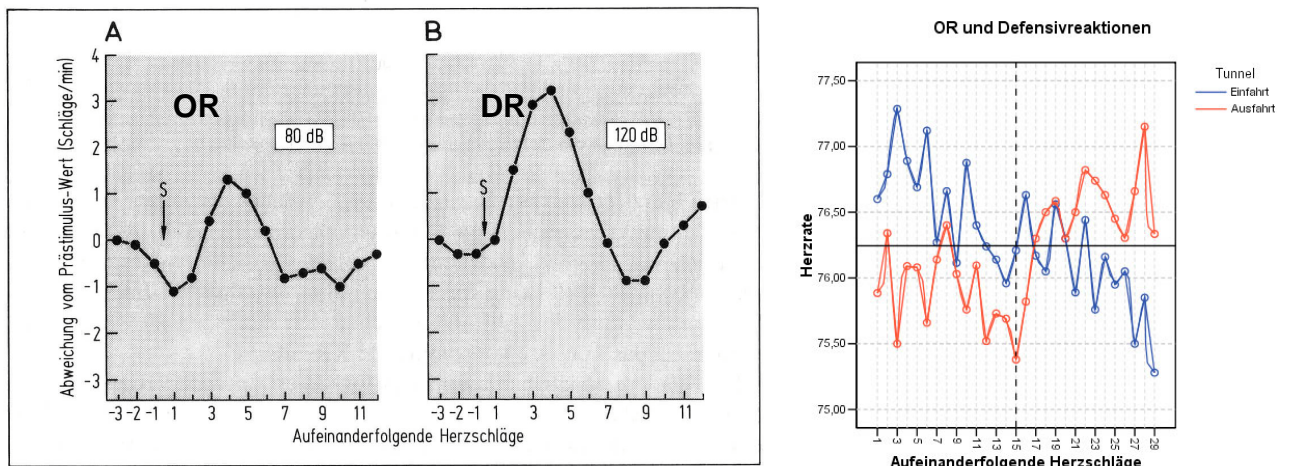 A
B
Abweichung vom Prästimulus-Wert (Schläge/min)
4
3
2
1
0
-1
-2
-3
OR
80 dB
S
DR
120 dB
S
-3 -2 -1 1 3 5 7 9 11
-3 -2 -1 1 3 5 7 9 11
Aufeinanderfolgende Herzschläge
OR und Defensivreaktionen
Herzrate
77,50
77,00
76,50
76,00
75,50
75,00
1 3 5 7 9 11 13 15 17 19 21 23 25 27 29
Aufeinanderfolgende Herzschläge
Tunnel
Einfahrt
Ausfahrt